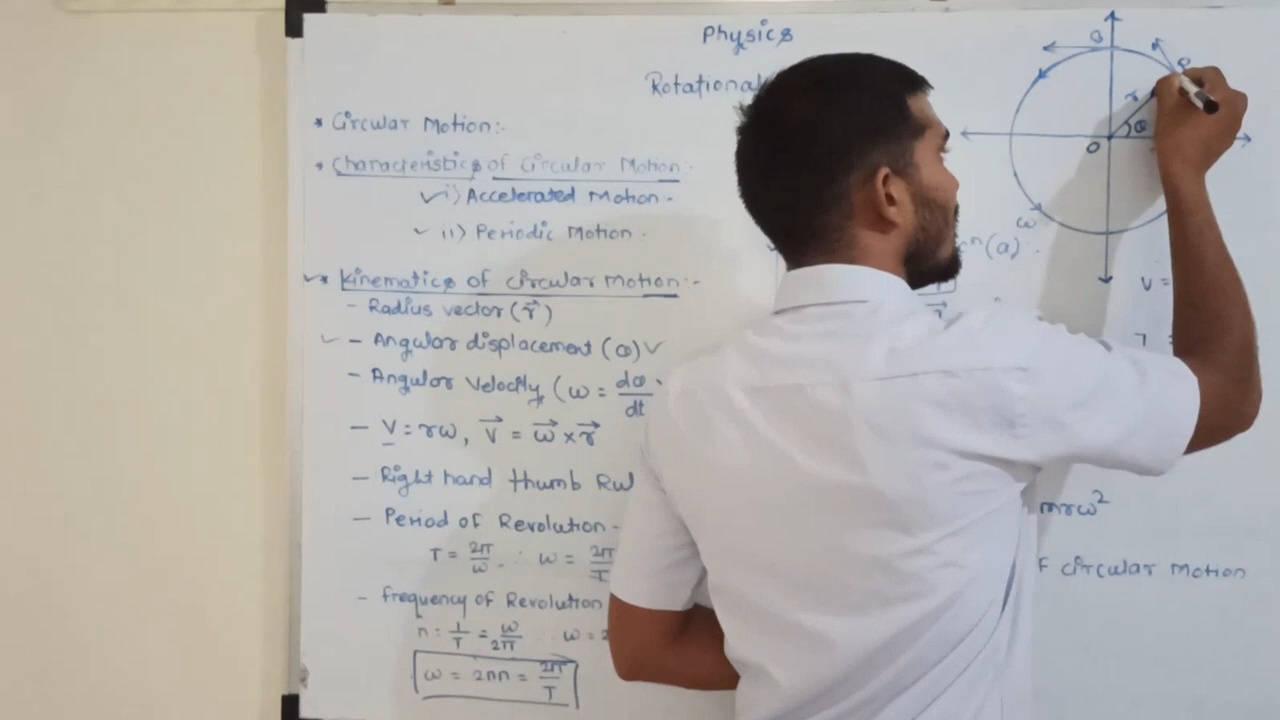 Physics
Rotational
* Circular Motion:-
* Characteristics of Circular Motion:-
i) Accelerated Motion -
ii) Periodic Motion -
* Kinematics of circular Motion:-
- Radius vector (r⃗)
- Angular displacement (θ)
- Angular Velocity (ω = dθ/dt
- V = rω, V⃗ = ω⃗ × r⃗
- Right hand thumb Rul
- Period of Revolution -
T = 2π/ω ∴ ω = 2π/T
- frequency of Revolution
n = 1/T = ω/2π ∴ ω = 2
ω = 2πn = 2π/T
B
P
r
θ
O
ω
(a):-
r⃗
V =
mrω²
F circular Motion